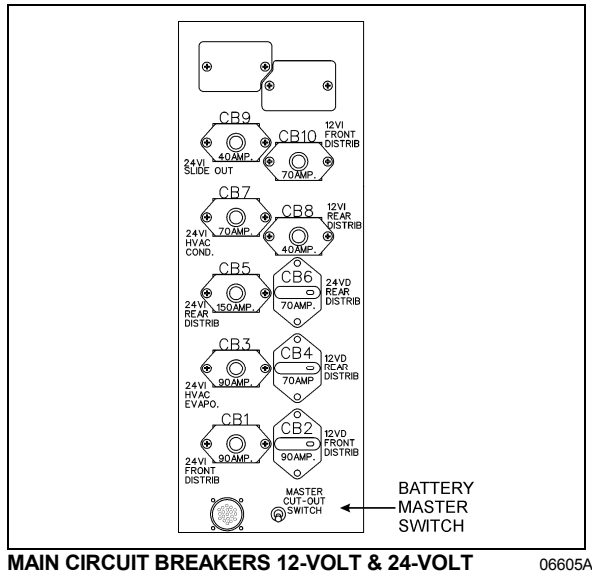 CB9
40AMP.
24VI
SLIDE OUT
12VI
FRONT
DISTRIB
CB10
70AMP.
CB7
70AMP.
24VI
HVAC
COND.
12VI
REAR
DISTRIB
CB8
40AMP.
CB5
150AMP.
24VI
REAR
DISTRIB
CB6
70AMP.
24VD
REAR
DISTRIB
CB3
90AMP.
24VI
HVAC
EVAPO.
CB4
70AMP
12VD
REAR
DISTRIB
CB1
90AMP.
24VI
FRONT
DISTRIB
CB2
90AMP.
12VD
FRONT
DISTRIB
MASTER
CUT-OUT
SWITCH
BATTERY
MASTER
SWITCH
MAIN CIRCUIT BREAKERS 12-VOLT & 24-VOLT
06605A